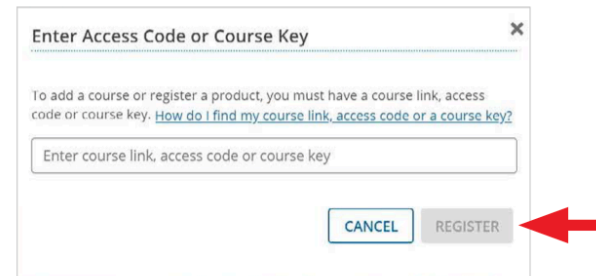 Enter Access Code or Course Key
To add a course or register a product, you must have a course link, access
code or course key. How do I find my course link, access code or a course key?
Enter course link, access code or course key
CANCEL REGISTER